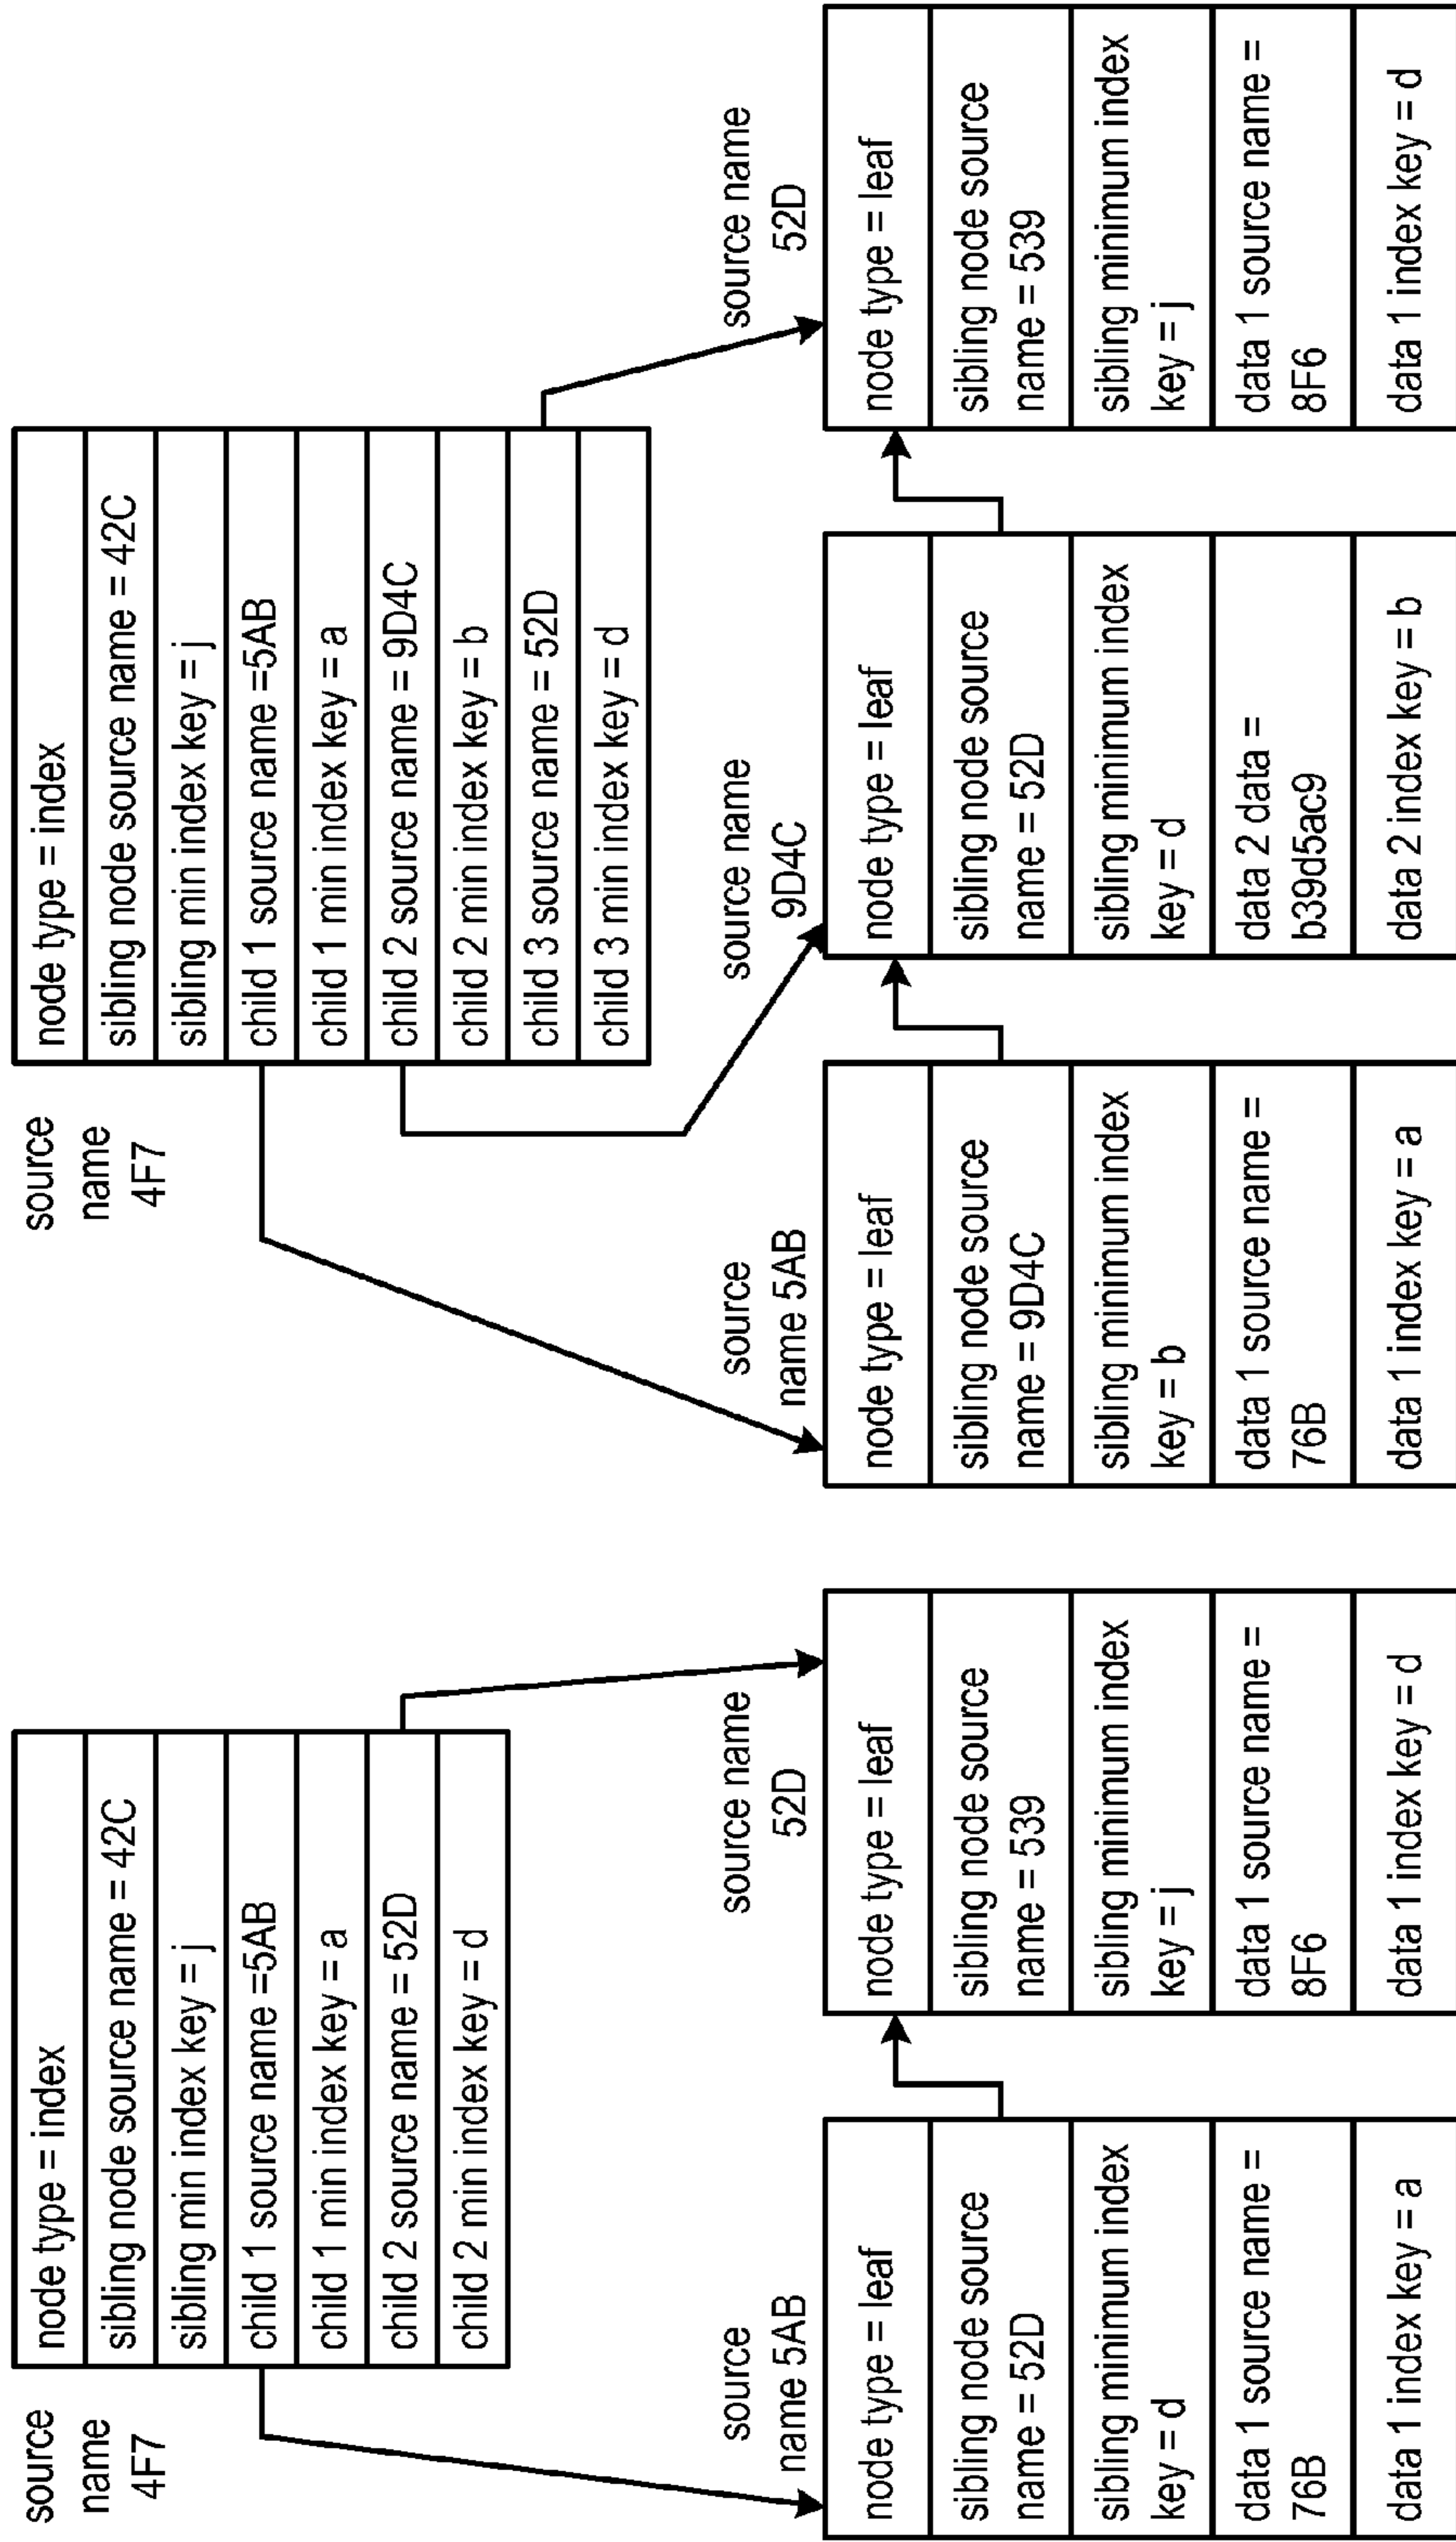 source
name
4F7
node type = index
sibling node source name = 42C
sibling min index key = j
child 1 source name =5AB
child 1 min index key = a
child 2 source name = 52D
child 2 min index key = d
source
name 5AB
node type = leaf
sibling node source
name = 52D
sibling minimum index
key = d
data 1 source name =
76B
data 1 index key = a
source name
52D
node type = leaf
sibling node source
name = 539
sibling minimum index
key = j
data 1 source name =
8F6
data 1 index key = d
source
name
4F7
node type = index
sibling node source name = 42C
sibling min index key = j
child 1 source name =5AB
child 1 min index key = a
child 2 source name = 9D4C
child 2 min index key = b
child 3 source name = 52D
child 3 min index key = d
source
name 5AB
node type = leaf
sibling node source
name = 9D4C
sibling minimum index
key = b
data 1 source name =
76B
data 1 index key = a
source name
9D4C
node type = leaf
sibling node source
name = 52D
sibling minimum index
key = d
data 2 data =
b39d5ac9
data 2 index key = b
source name
52D
node type = leaf
sibling node source
name = 539
sibling minimum index
key = j
data 1 source name =
8F6
data 1 index key = d